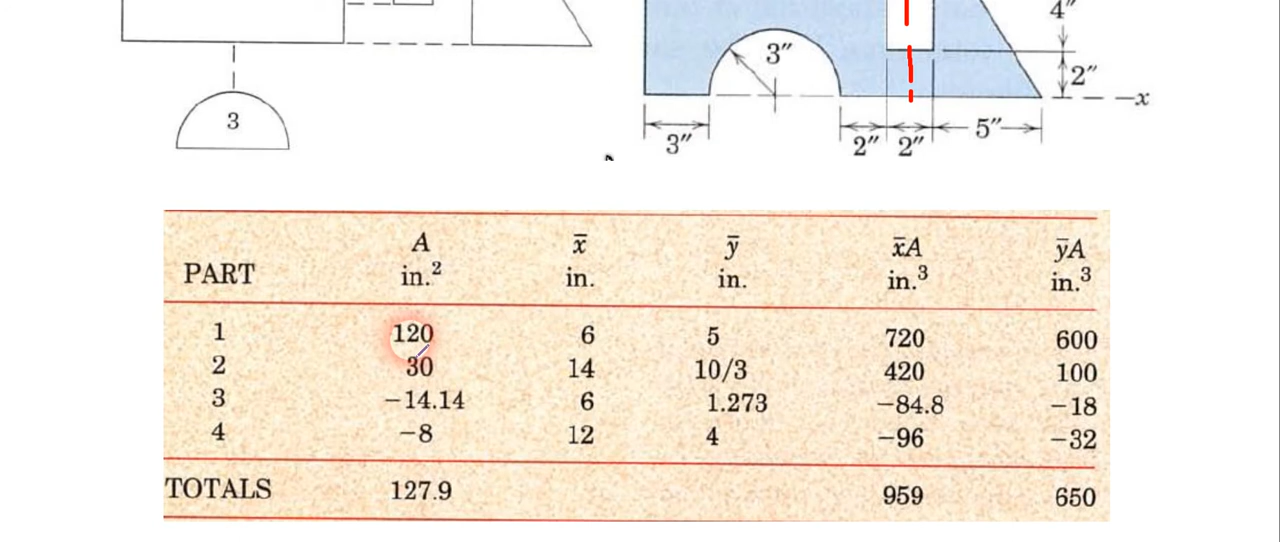 4"
3"
2"
3
x
3"
2" 2" 5"
A x̄ ȳ x̄A ȳA
PART in.² in. in. in.³ in.³
1 120 6 5 720 600
2 30 14 10/3 420 100
3 −14.14 6 1.273 −84.8 −18
4 −8 12 4 −96 −32
TOTALS 127.9 959 650